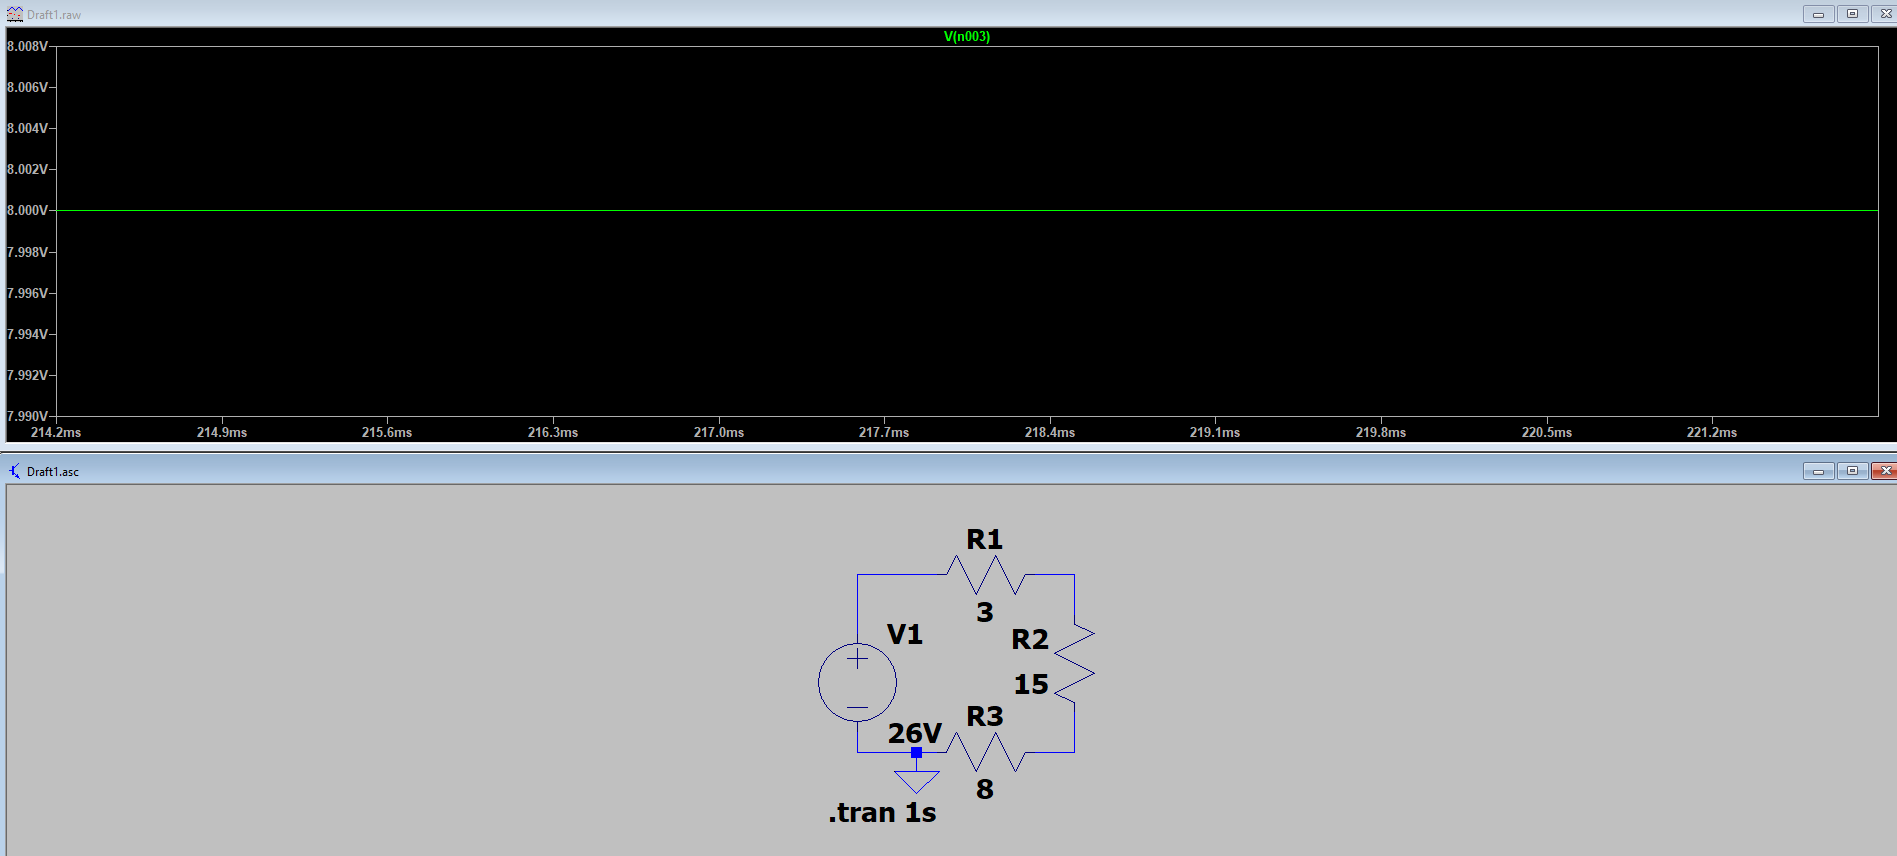 Draft1.raw
V(n003)
8.008V
8.006V
8.004V
8.002V
8.000V
7.998V
7.996V
7.994V
7.992V
7.990V
214.2ms 214.9ms 215.6ms 216.3ms 217.0ms 217.7ms 218.4ms 219.1ms 219.8ms 220.5ms 221.2ms
Draft1.asc
R1
3
V1
R2
15
R3
26V
8
.tran 1s